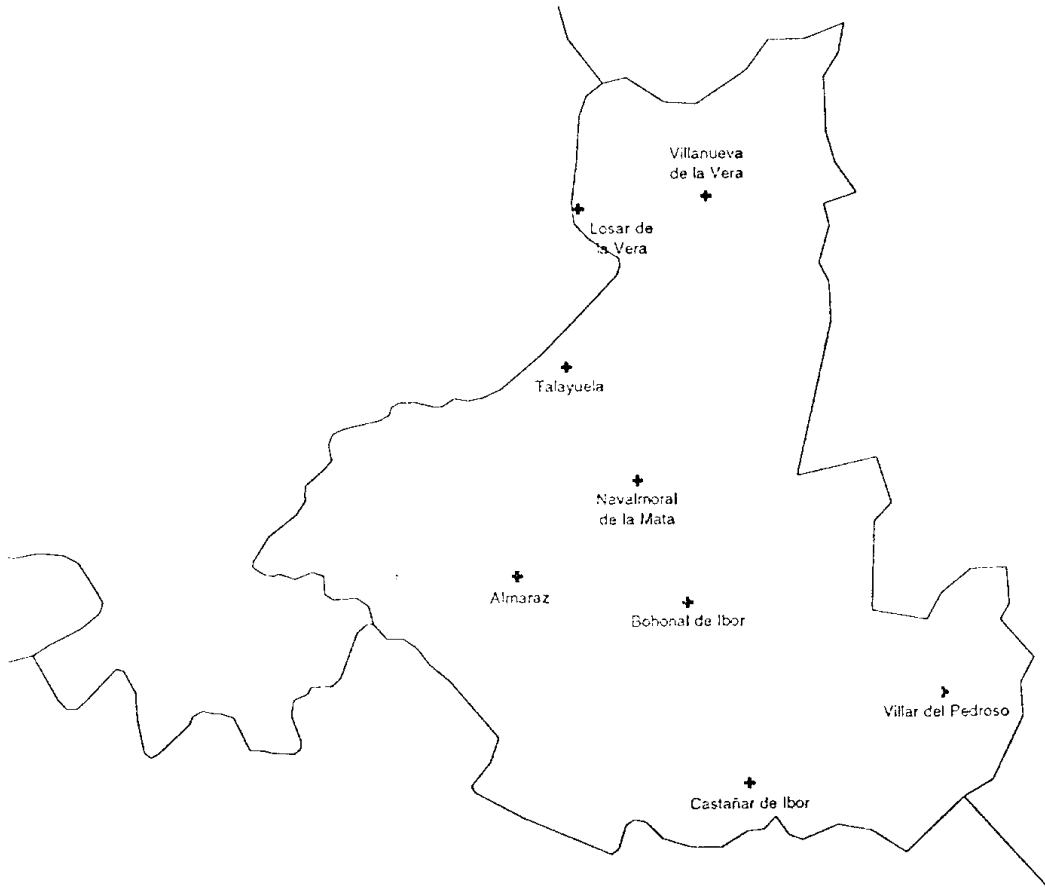 Villanueva
de la Vera
Losar de
la Vera
Talayuela
Navalmoral
de la Mata
Almaraz
Bohonal de Ibor
Villar del Pedroso
Castañar de Ibor